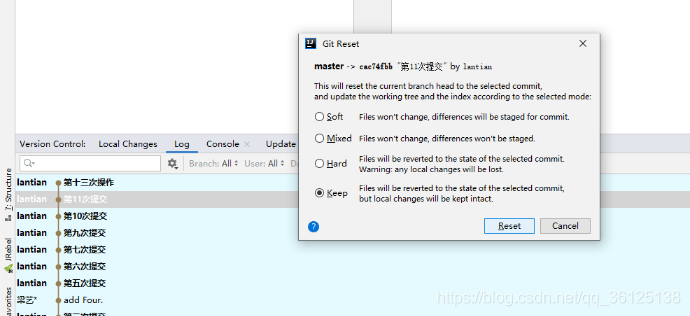 Git Reset
master -> cac74fbb "第11次提交" by lantian
This will reset the current branch head to the selected commit,
and update the working tree and the index according to the selected mode:
Soft Files won't change, differences will be staged for commit.
Mixed Files won't change, differences won't be staged.
Hard Files will be reverted to the state of the selected commit.
Warning: any local changes will be lost.
Keep Files will be reverted to the state of the selected commit,
but local changes will be kept intact.
? Reset Cancel
Version Control: Local Changes Log Console Update
Branch: All User: All
lantian 第十三次操作
lantian 第11次提交
lantian 第10次提交
lantian 第九次提交
lantian 第七次提交
lantian 第六次提交
lantian 第五次提交
梁艺* add Four.
lantian
7: Structure
JRebel
avorites
https://blog.csdn.net/qq_36125138